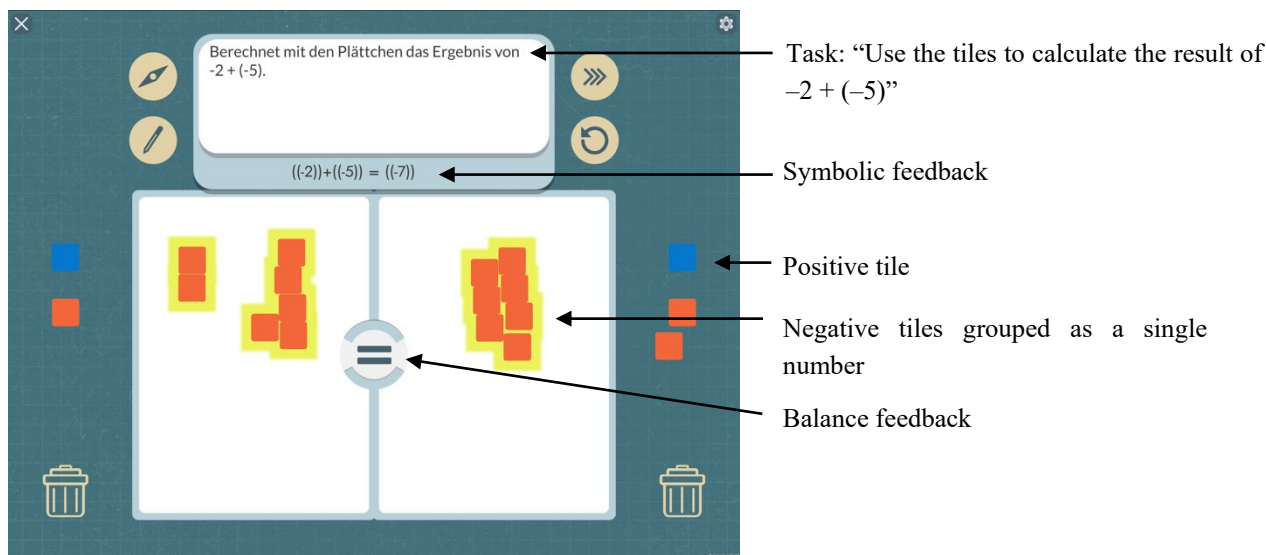 Berechnet mit den Plättchen das Ergebnis von
-2 + (-5).
((-2))+((-5)) = ((-7))
Task: “Use the tiles to calculate the result of
–2 + (–5)”
Symbolic feedback
Positive tile
Negative tiles grouped as a single
number
Balance feedback